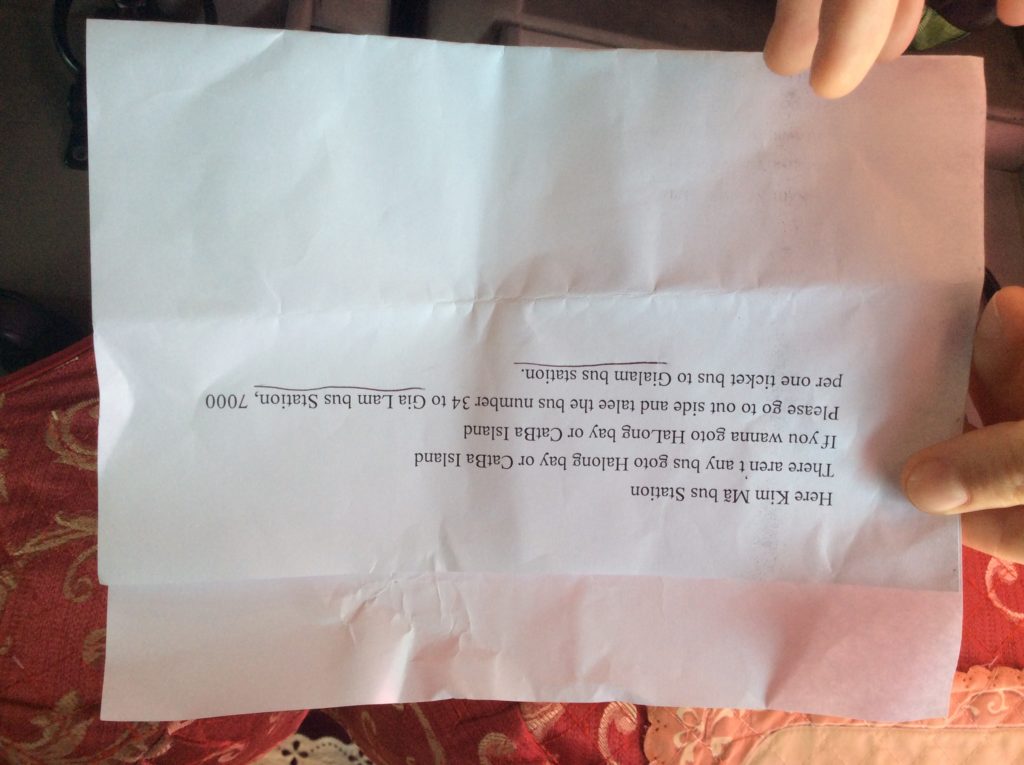 Here Kim Mã bus Station
There aren't any bus goto Halong bay or CatBa Island
If you wanna goto HaLong bay or CatBa Island
Please go to out side and talee the bus number 34 to Gia Lam bus Station, 7000
per one ticket bus to Gialam bus station.